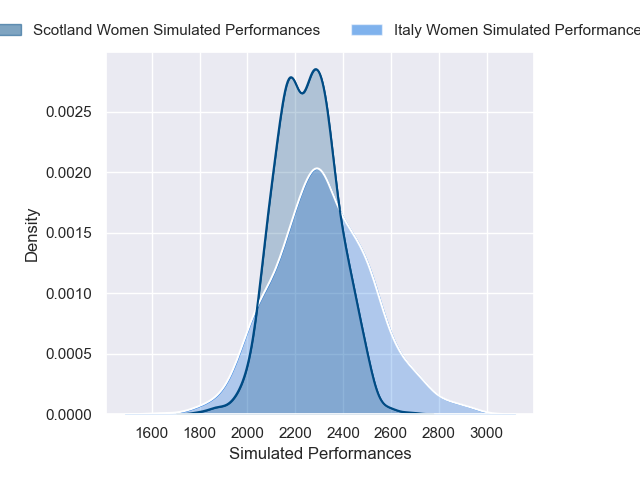 Scotland Women Simulated Performances
Italy Women Simulated Performance
0.0025
0.0020
0.0015
0.0010
0.0005
0.0000
Density
1600 1800 2000 2200 2400 2600 2800 3000
Simulated Performances